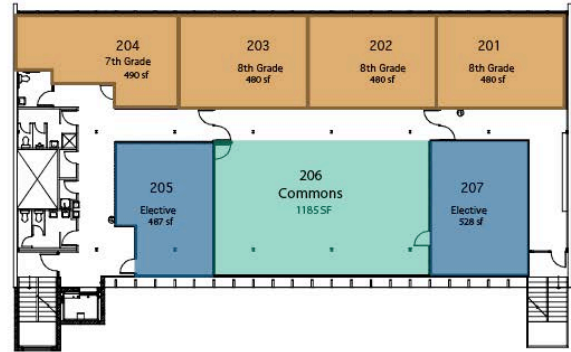 204
7th Grade
490 sf
203
8th Grade
480 sf
202
8th Grade
480 sf
201
8th Grade
480 sf
205
Elective
487 sf
206
Commons
1185 SF
207
Elective
528 sf